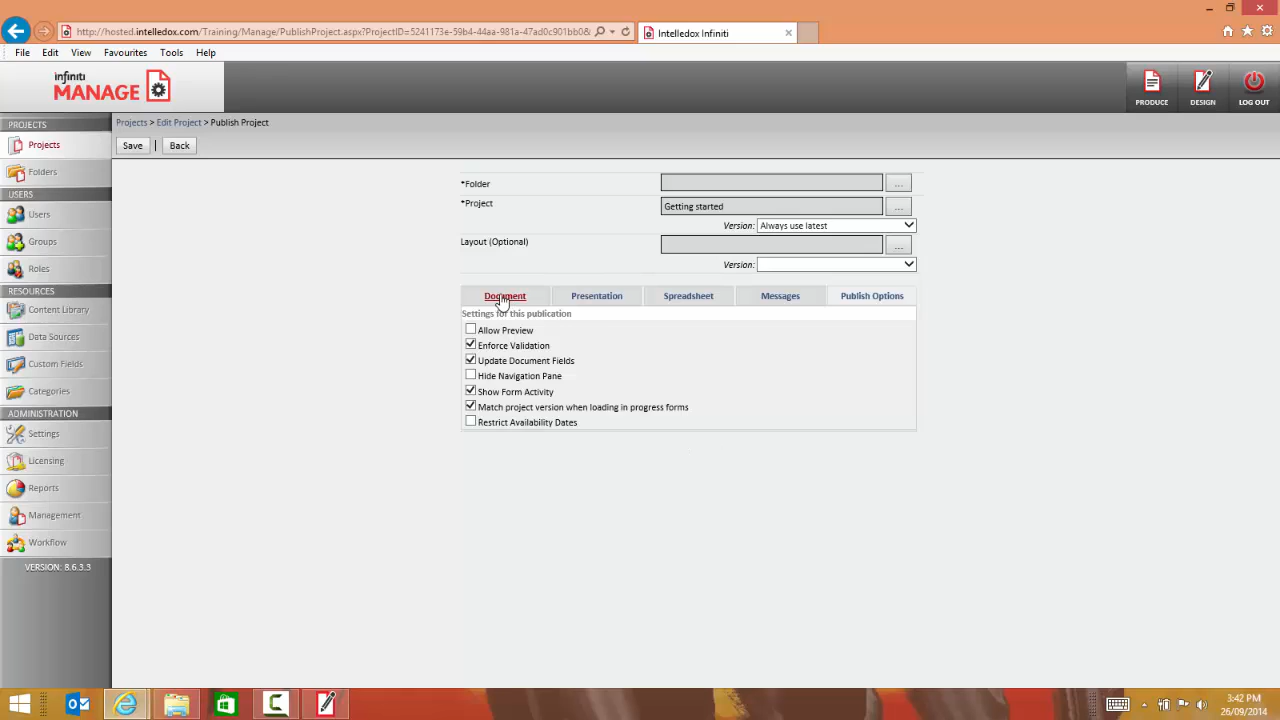 http://hosted.intelledox.com/Training/Manage/PublishProject.aspx?ProjectID=5241173e-59b4-44aa-981a-47ad0c901bb0&
Intelledox Infiniti
File Edit View Favourites Tools Help
infiniti
MANAGE
PRODUCE
DESIGN
LOG OUT
PROJECTS
Projects
Folders
USERS
Users
Groups
Roles
RESOURCES
Content Library
Data Sources
Custom Fields
Categories
ADMINISTRATION
Settings
Licensing
Reports
Management
Workflow
VERSION: 8.6.3.3
Projects > Edit Project > Publish Project
Save | Back
*Folder ...
*Project Getting started ...
Version: Always use latest
Layout (Optional) ...
Version:
Document Presentation Spreadsheet Messages Publish Options
Settings for this publication
Allow Preview
Enforce Validation
Update Document Fields
Hide Navigation Pane
Show Form Activity
Match project version when loading in progress forms
Restrict Availability Dates
3:42 PM
26/09/2014